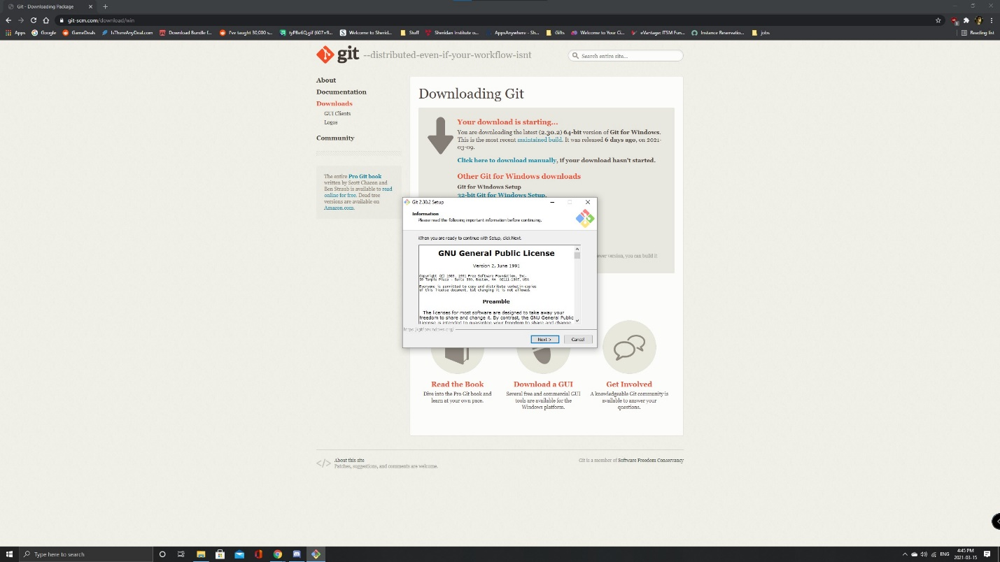 Git - Downloading Package
git-scm.com/download/win
Apps
Google
GameDeals
IsThereAnyDeal.com
Download Bundle f...
I've taught 30,000 s...
tyPBe6Q.gif (607×9...
Welcome to Sherid...
Stuff
Sheridan Institute o...
AppsAnywhere - Sh...
Gifts
Welcome to Your Ci...
eVantage: ITSM Fun...
Instance Reservatio...
jobs
Reading list
git --distributed-even-if-your-workflow-isnt
Search entire site...
About
Documentation
Downloads
GUI Clients
Logos
Community
The entire Pro Git book
written by Scott Chacon and
Ben Straub is available to read
online for free. Dead tree
versions are available on
Amazon.com.
Downloading Git
Your download is starting...
You are downloading the latest (2.30.2) 64-bit version of Git for Windows.
This is the most recent maintained build. It was released 6 days ago, on 2021-
03-09.
Click here to download manually, if your download hasn't started.
Other Git for Windows downloads
Git for Windows Setup
32-bit Git for Windows Setup.
ewer version, you can build it
Git 2.30.2 Setup
Information
Please read the following important information before continuing.
When you are ready to continue with Setup, click Next.
GNU General Public License
Version 2, June 1991
Copyright (C) 1989, 1991 Free Software Foundation, Inc.
59 Temple Place - Suite 330, Boston, MA 02111-1307, USA
Everyone is permitted to copy and distribute verbatim copies
of this license document, but changing it is not allowed.
Preamble
The licenses for most software are designed to take away your
freedom to share and change it. By contrast, the GNU General Public
License is intended to guarantee your freedom to share and change
https://gitforwindows.org/
Next >
Cancel
Read the Book
Dive into the Pro Git book and
learn at your own pace.
Download a GUI
Several free and commercial GUI
tools are available for the
Windows platform.
Get Involved
A knowledgeable Git community is
available to answer your
questions.
</> About this site
Patches, suggestions, and comments are welcome.
Git is a member of Software Freedom Conservancy
Type here to search
ENG
4:45 PM
2021-03-15